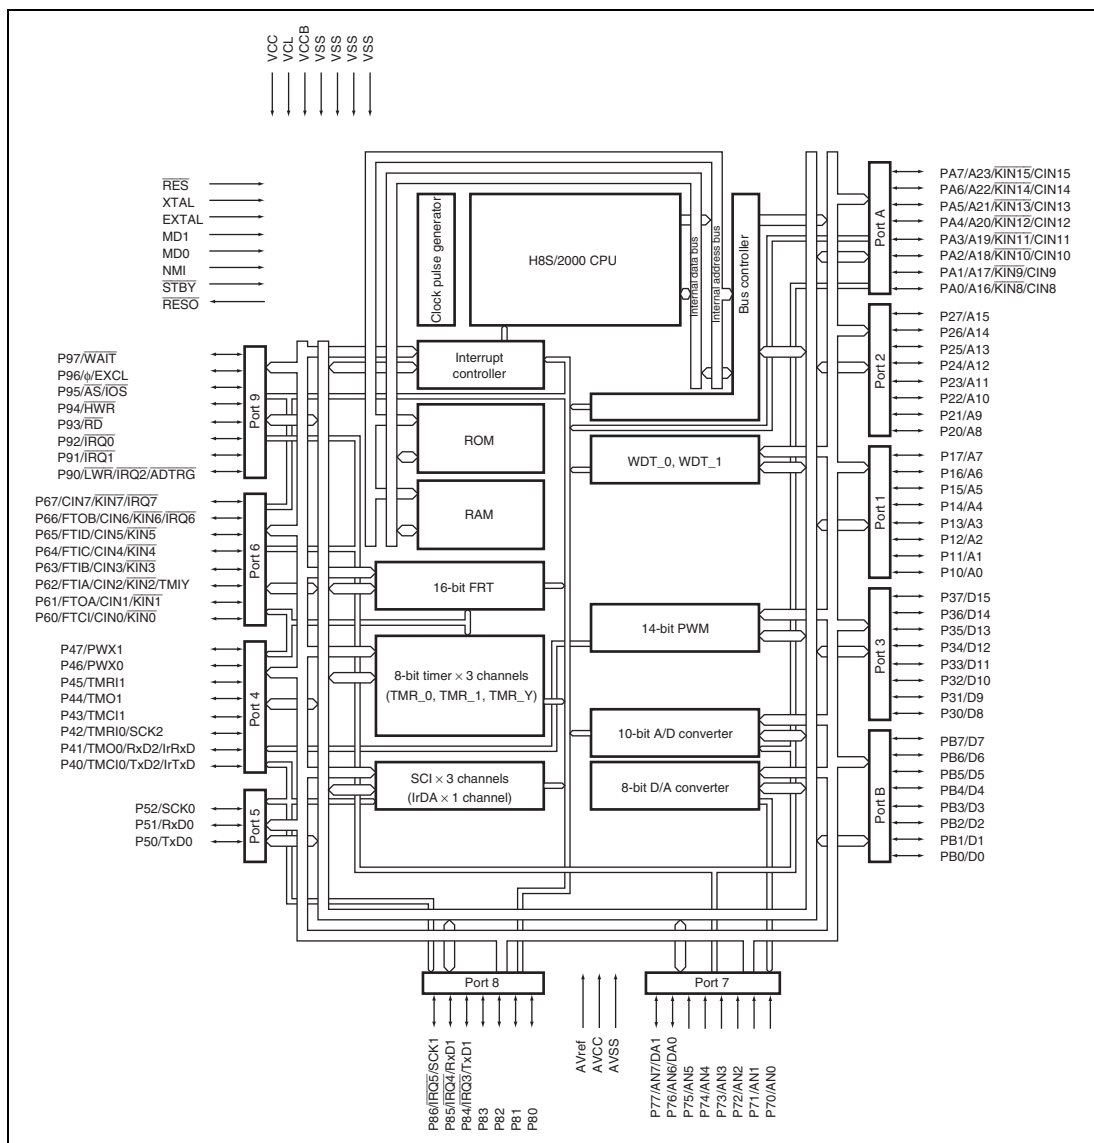 VCC
VCL
VCCB
VSS
VSS
VSS
VSS
RES
XTAL
EXTAL
MD1
MD0
NMI
STBY
RESO
Clock pulse generator
H8S/2000 CPU
Internal data bus
Internal address bus
Bus controller
Interrupt
controller
ROM
RAM
WDT_0, WDT_1
16-bit FRT
14-bit PWM
8-bit timer × 3 channels
(TMR_0, TMR_1, TMR_Y)
10-bit A/D converter
SCI × 3 channels
(IrDA × 1 channel)
8-bit D/A converter
P97/WAIT
P96/ϕ/EXCL
P95/AS/IOS
P94/HWR
P93/RD
P92/IRQ0
P91/IRQ1
P90/LWR/IRQ2/ADTRG
Port 9
P67/CIN7/KIN7/IRQ7
P66/FTOB/CIN6/KIN6/IRQ6
P65/FTID/CIN5/KIN5
P64/FTIC/CIN4/KIN4
P63/FTIB/CIN3/KIN3
P62/FTIA/CIN2/KIN2/TMIY
P61/FTOA/CIN1/KIN1
P60/FTCI/CIN0/KIN0
Port 6
P47/PWX1
P46/PWX0
P45/TMRI1
P44/TMO1
P43/TMCI1
P42/TMRI0/SCK2
P41/TMO0/RxD2/IrRxD
P40/TMCI0/TxD2/IrTxD
Port 4
P52/SCK0
P51/RxD0
P50/TxD0
Port 5
Port A
PA7/A23/KIN15/CIN15
PA6/A22/KIN14/CIN14
PA5/A21/KIN13/CIN13
PA4/A20/KIN12/CIN12
PA3/A19/KIN11/CIN11
PA2/A18/KIN10/CIN10
PA1/A17/KIN9/CIN9
PA0/A16/KIN8/CIN8
Port 2
P27/A15
P26/A14
P25/A13
P24/A12
P23/A11
P22/A10
P21/A9
P20/A8
Port 1
P17/A7
P16/A6
P15/A5
P14/A4
P13/A3
P12/A2
P11/A1
P10/A0
Port 3
P37/D15
P36/D14
P35/D13
P34/D12
P33/D11
P32/D10
P31/D9
P30/D8
Port B
PB7/D7
PB6/D6
PB5/D5
PB4/D4
PB3/D3
PB2/D2
PB1/D1
PB0/D0
Port 8
P86/IRQ5/SCK1
P85/IRQ4/RxD1
P84/IRQ3/TxD1
P83
P82
P81
P80
AVref
AVCC
AVSS
Port 7
P77/AN7/DA1
P76/AN6/DA0
P75/AN5
P74/AN4
P73/AN3
P72/AN2
P71/AN1
P70/AN0